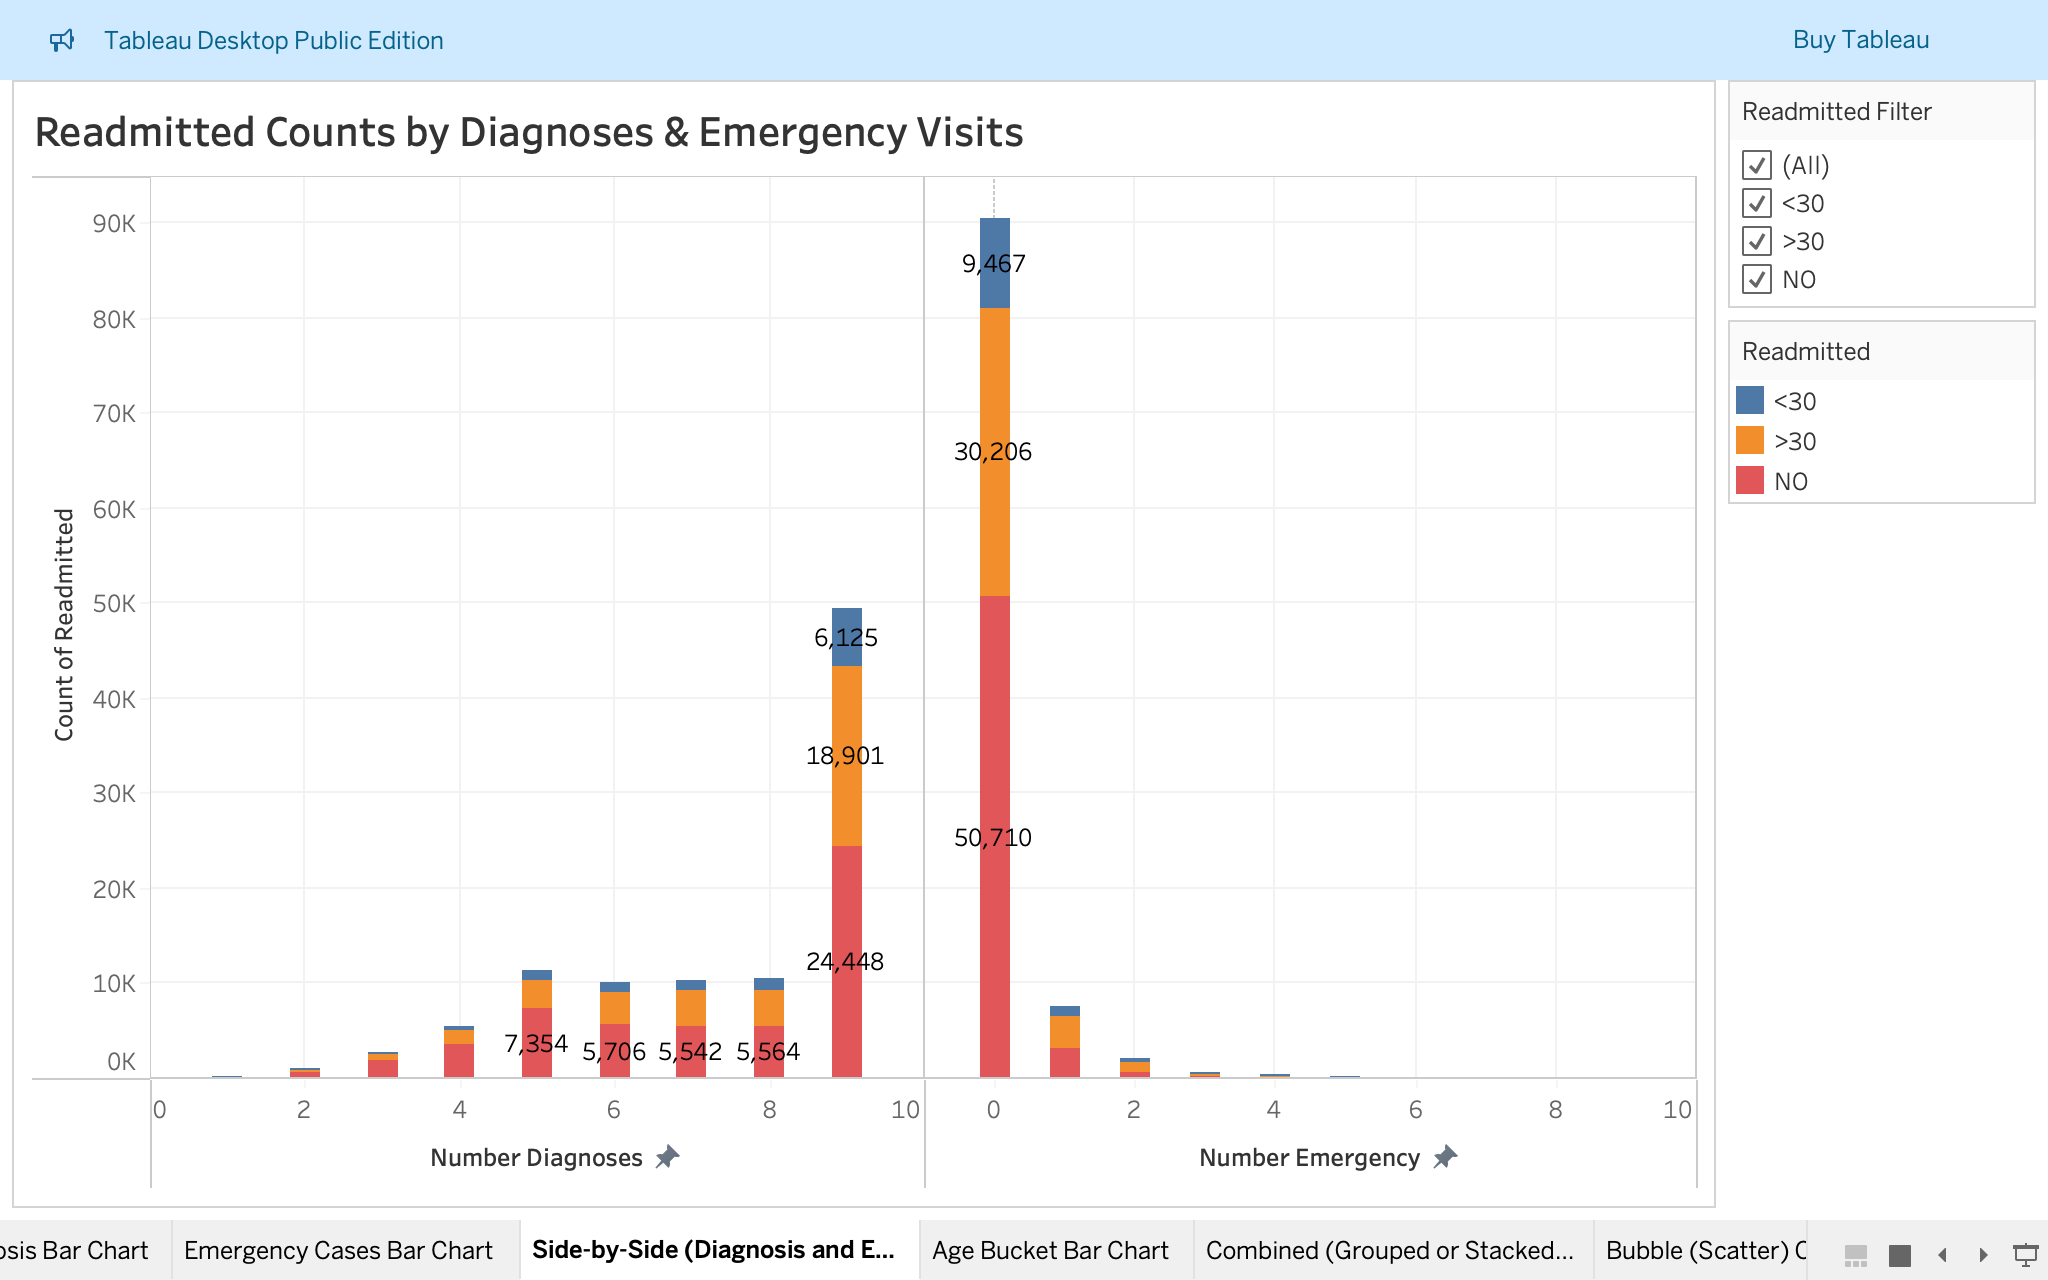 Tableau Desktop Public Edition
Buy Tableau
Readmitted Counts by Diagnoses & Emergency Visits
Readmitted Filter
(All)
<30
>30
NO
Readmitted
<30
>30
NO
Count of Readmitted
90K
80K
70K
60K
50K
40K
30K
20K
10K
0K
7,354
5,706
5,542
5,564
6,125
18,901
24,448
9,467
30,206
50,710
0 2 4 6 8 10
0 2 4 6 8 10
Number Diagnoses
Number Emergency
osis Bar Chart
Emergency Cases Bar Chart
Side-by-Side (Diagnosis and E...
Age Bucket Bar Chart
Combined (Grouped or Stacked...
Bubble (Scatter) C